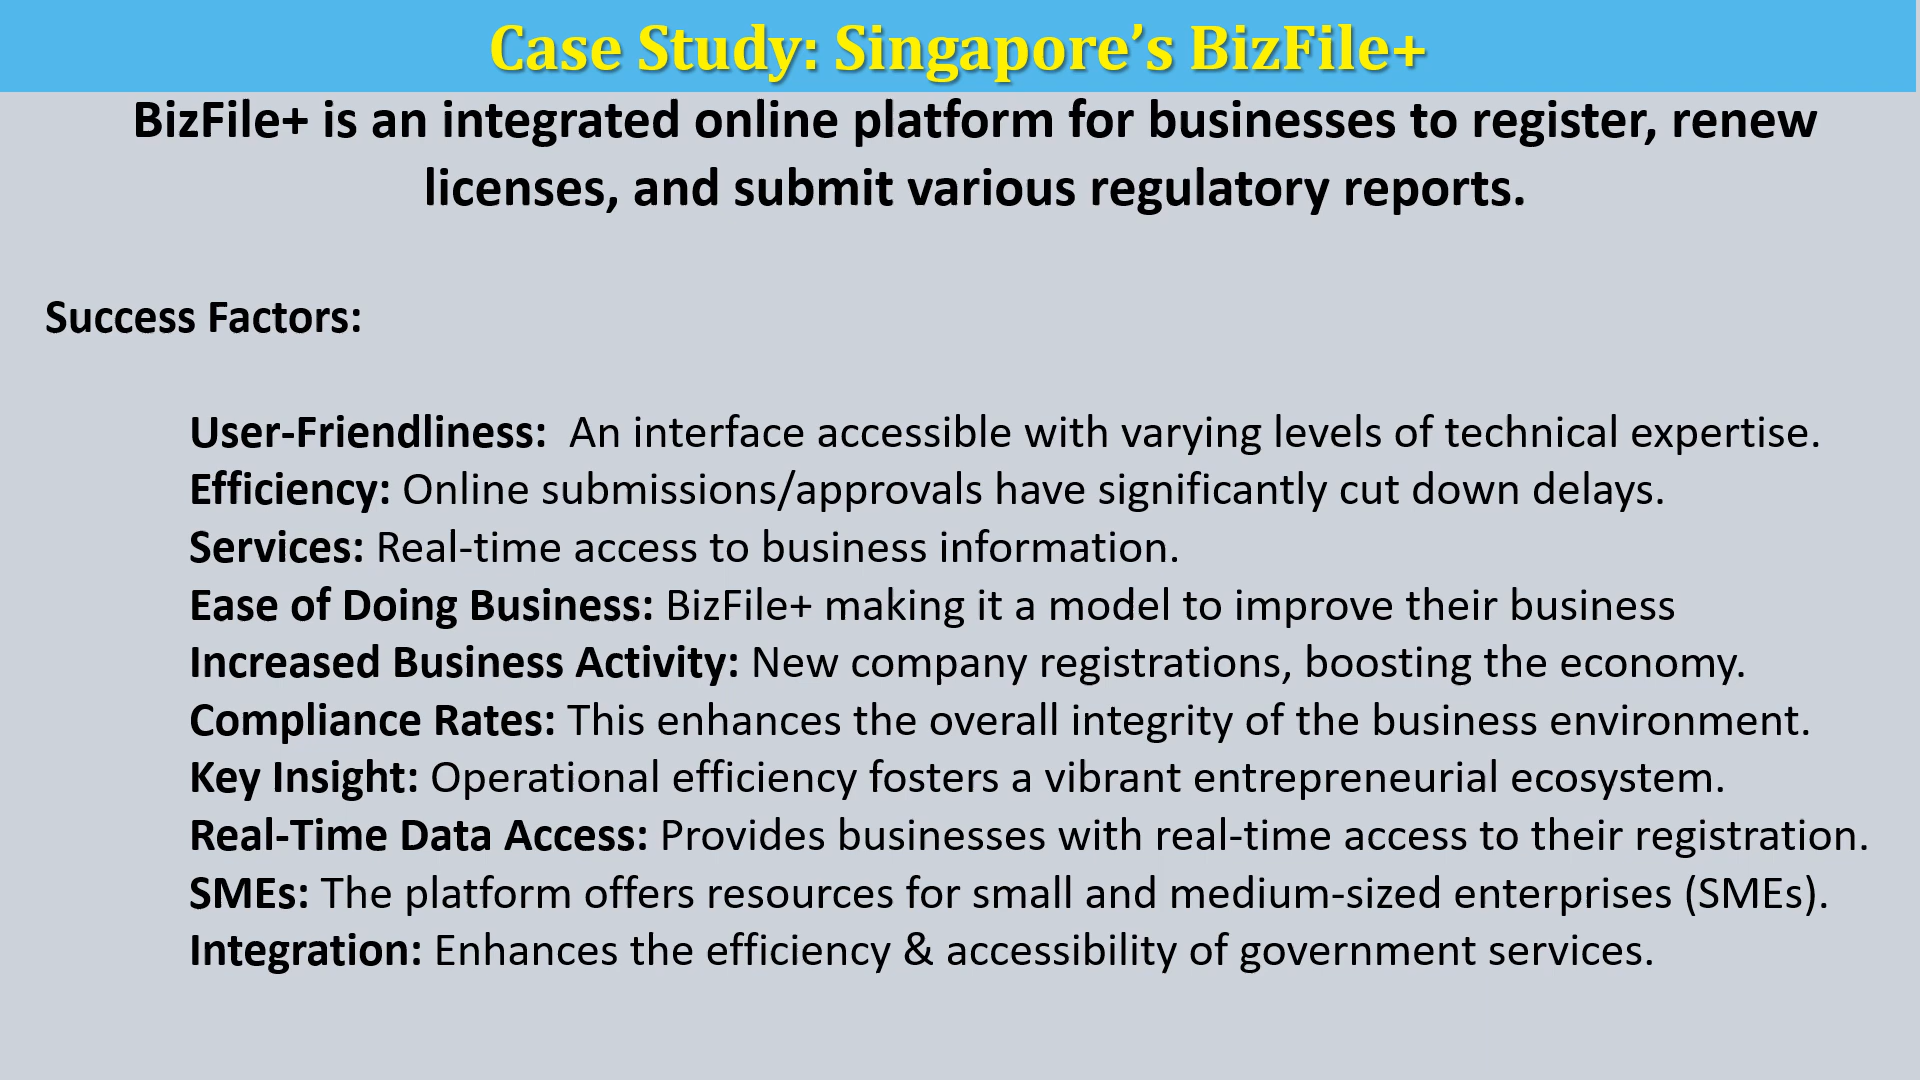 Case Study: Singapore’s BizFile+
BizFile+ is an integrated online platform for businesses to register, renew
licenses, and submit various regulatory reports.
Success Factors:
User-Friendliness:  An interface accessible with varying levels of technical expertise.
Efficiency: Online submissions/approvals have significantly cut down delays.
Services: Real-time access to business information.
Ease of Doing Business: BizFile+ making it a model to improve their business
Increased Business Activity: New company registrations, boosting the economy.
Compliance Rates: This enhances the overall integrity of the business environment.
Key Insight: Operational efficiency fosters a vibrant entrepreneurial ecosystem.
Real-Time Data Access: Provides businesses with real-time access to their registration.
SMEs: The platform offers resources for small and medium-sized enterprises (SMEs).
Integration: Enhances the efficiency & accessibility of government services.